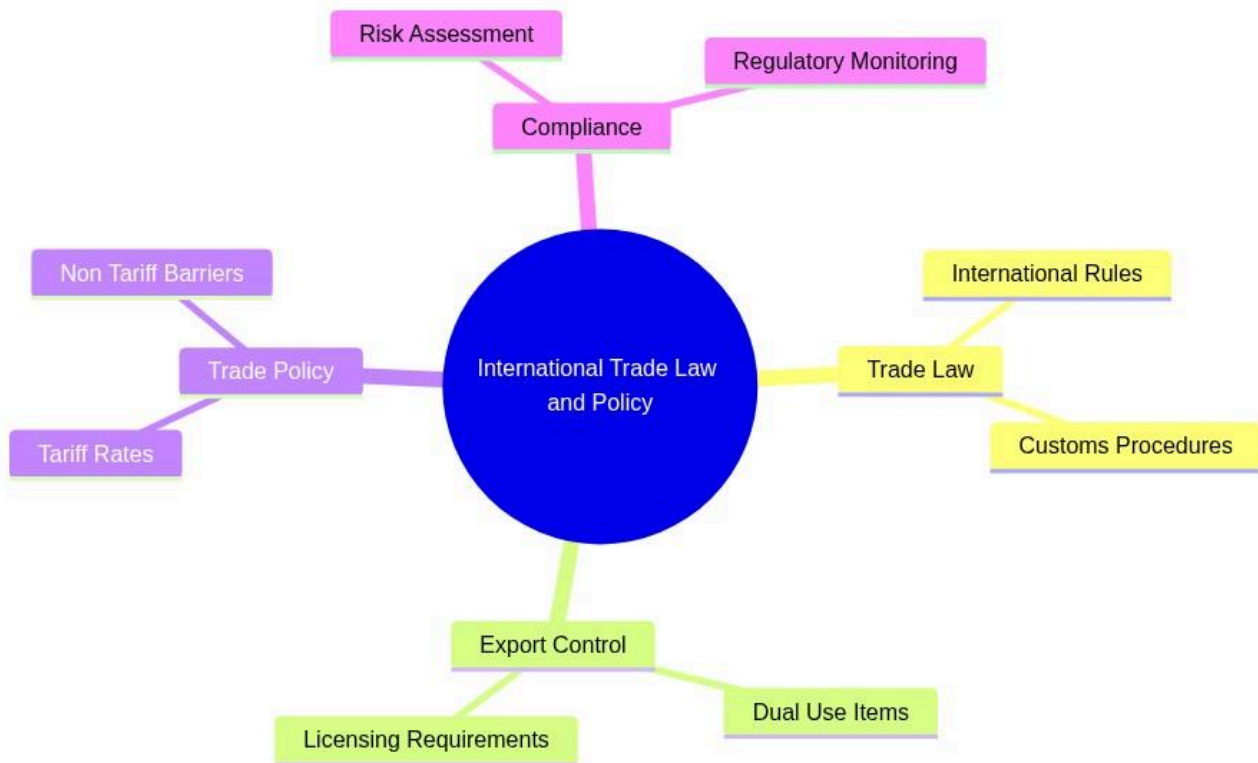 Risk Assessment
Regulatory Monitoring
Compliance
Non Tariff Barriers
International Rules
Trade Policy
International Trade Law
and Policy
Trade Law
Tariff Rates
Customs Procedures
Export Control
Dual Use Items
Licensing Requirements